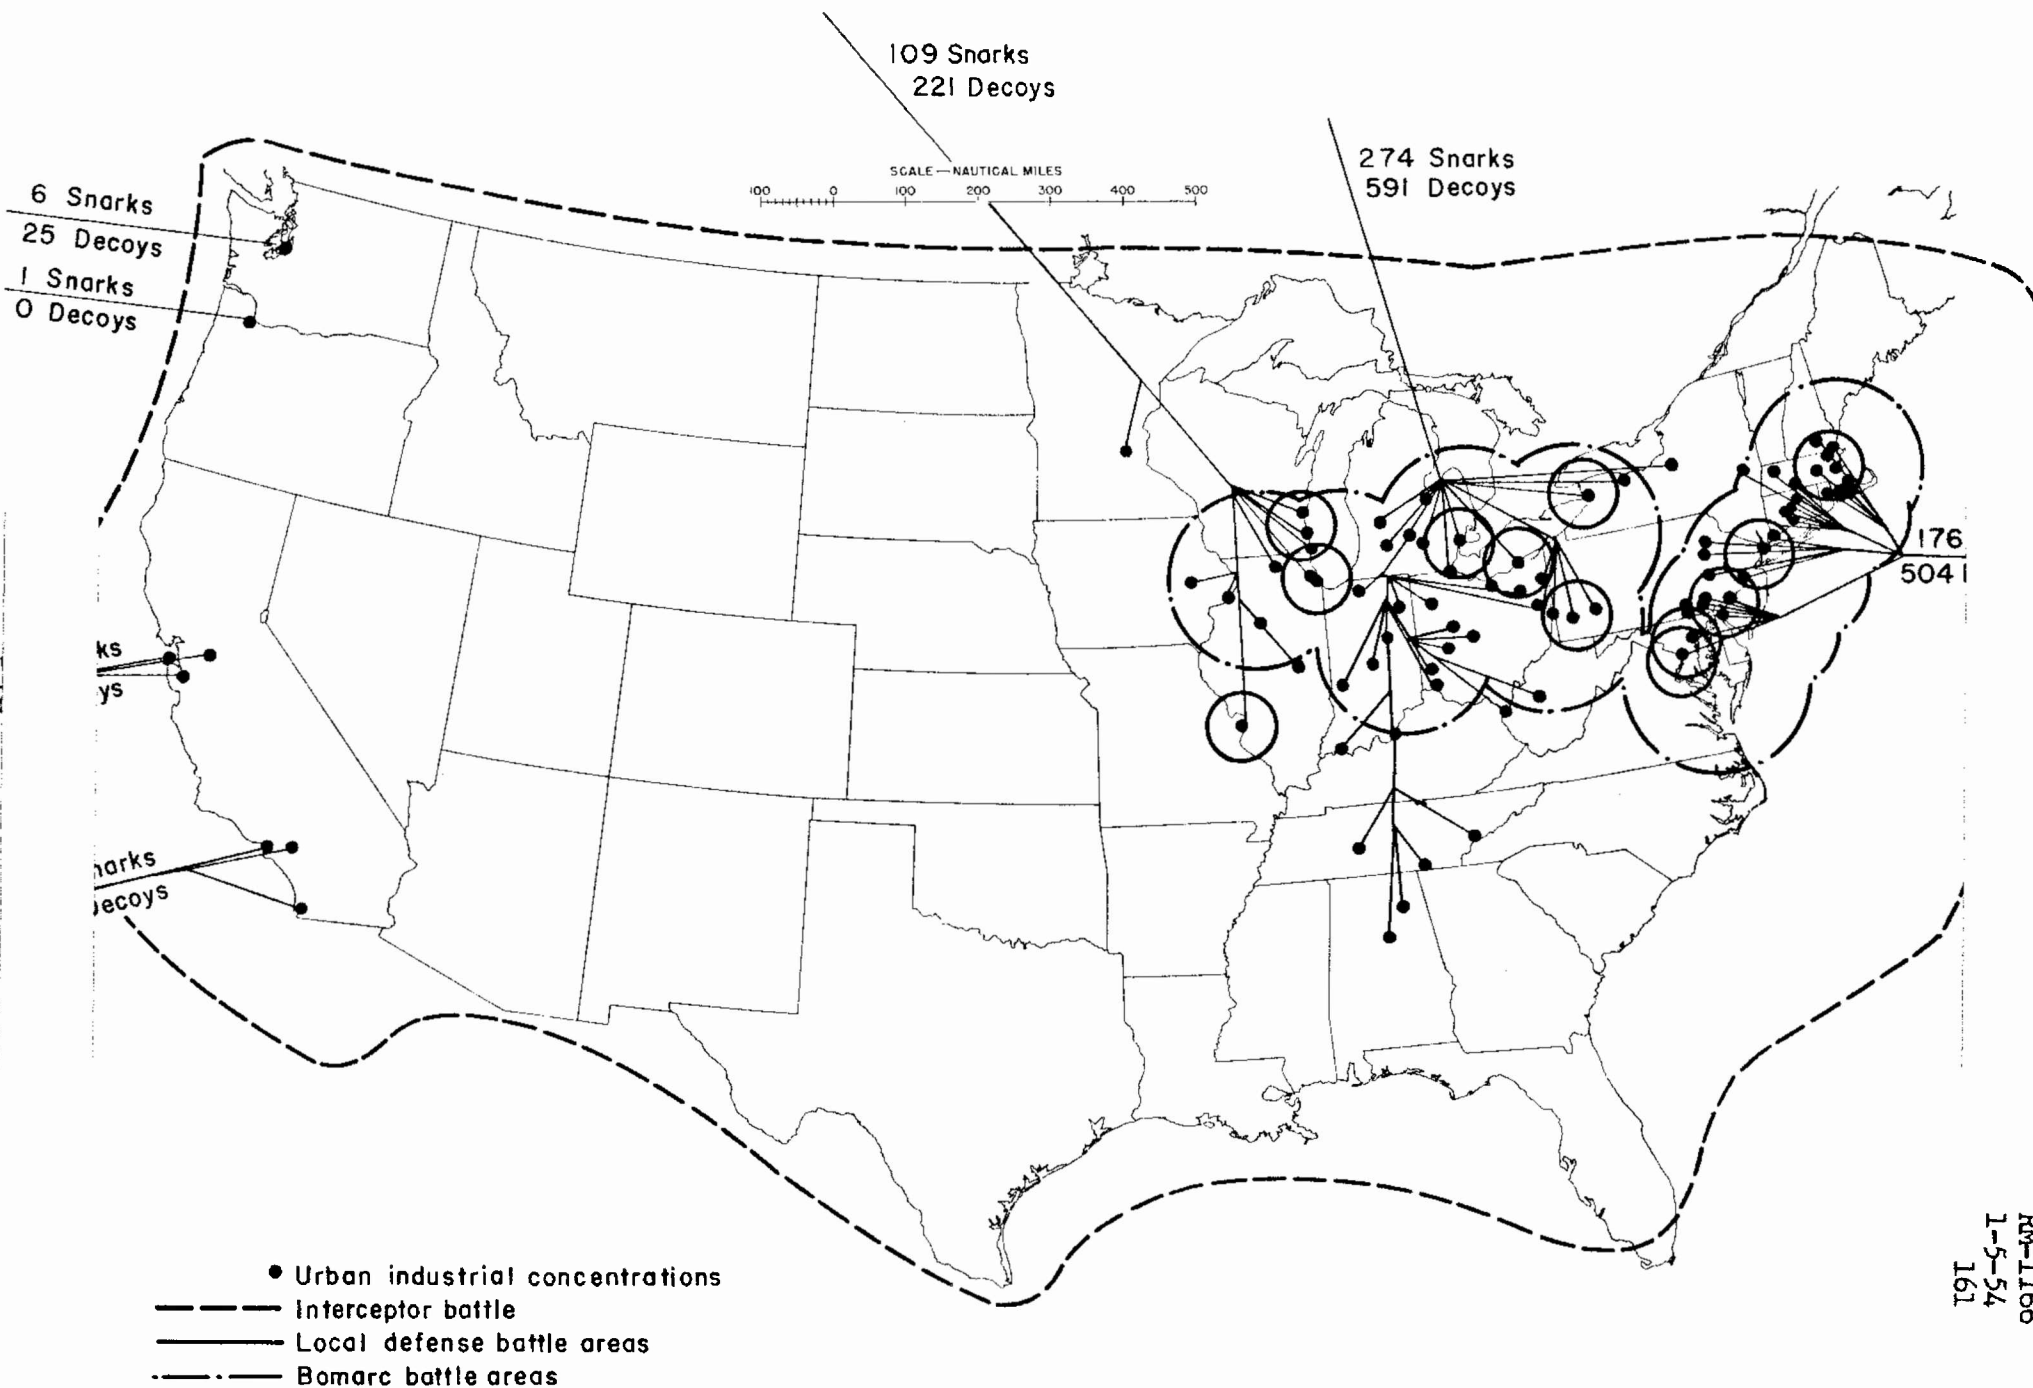 109 Snarks
221 Decoys
274 Snarks
591 Decoys
SCALE—NAUTICAL MILES
100 0 100 200 300 400 500
6 Snarks
25 Decoys
1 Snarks
0 Decoys
176
504
ks
ys
narks
Decoys
Urban industrial concentrations
Interceptor battle
Local defense battle areas
Bomarc battle areas
1-5-54
161